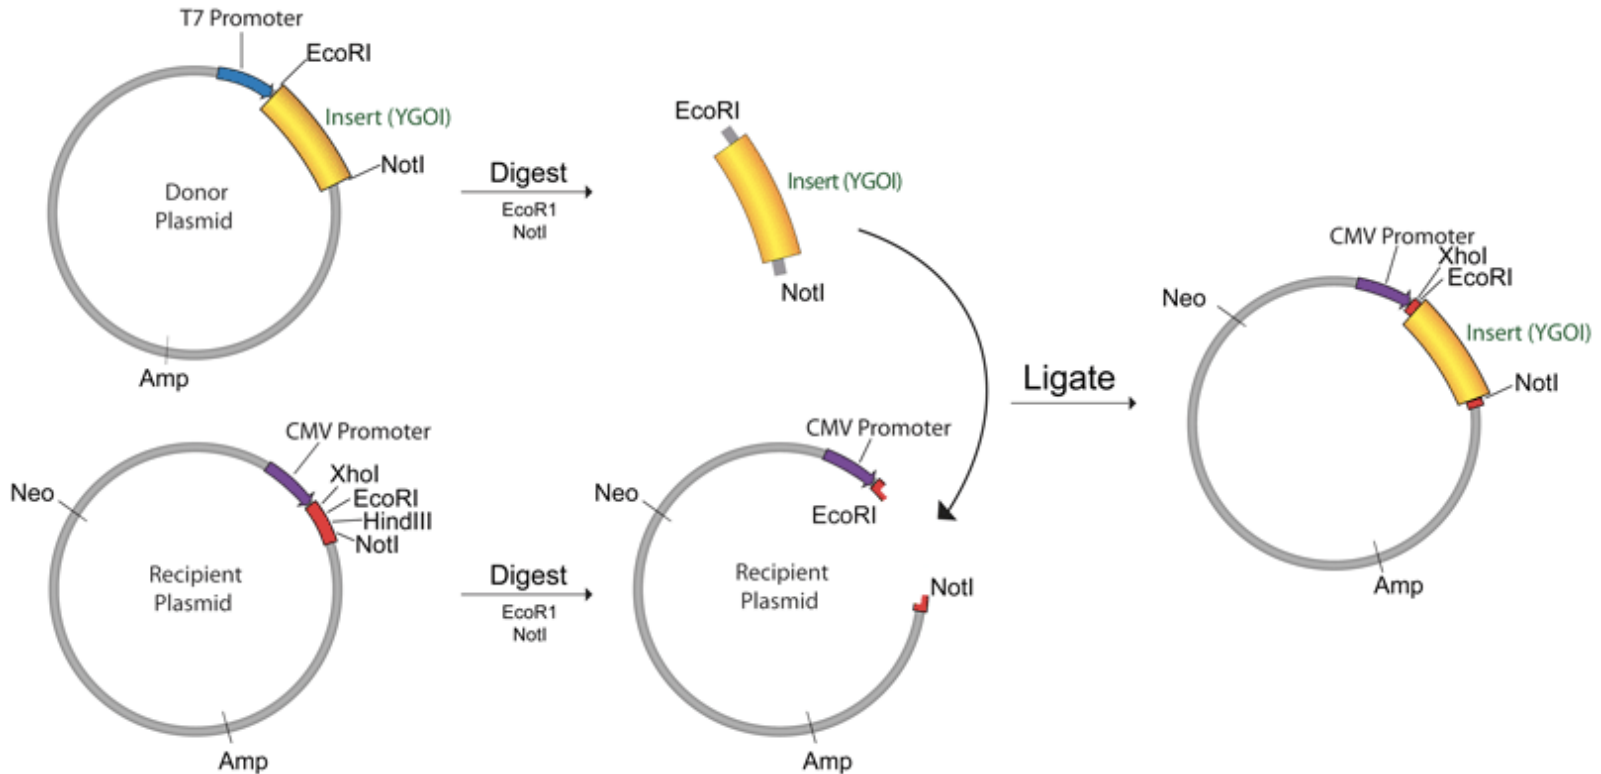 T7 Promoter
EcoRI
Insert (YGOI)
NotI
Donor
Plasmid
Amp
Digest
EcoR1
NotI
EcoRI
Insert (YGOI)
NotI
CMV Promoter
XhoI
EcoRI
HindIII
NotI
Neo
Recipient
Plasmid
Amp
Digest
EcoR1
NotI
CMV Promoter
Neo
EcoRI
Recipient
Plasmid
NotI
Amp
Ligate
CMV Promoter
XhoI
EcoRI
Neo
Insert (YGOI)
NotI
Amp